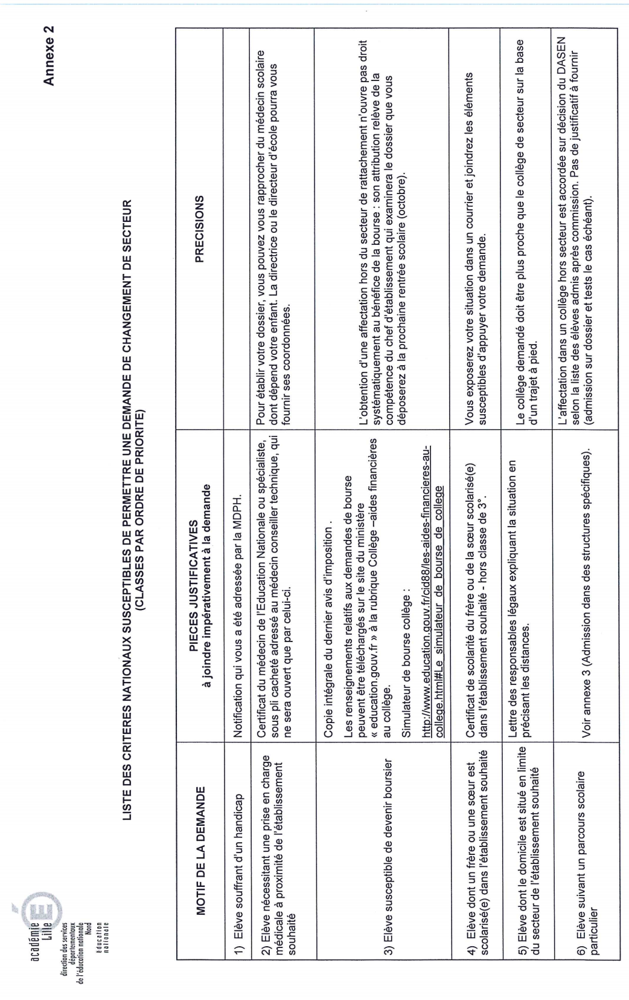 académie
Lille
direction des services
départementaux
de l'éducation nationale
Nord
éducation
nationale
Annexe 2
LISTE DES CRITERES NATIONAUX SUSCEPTIBLES DE PERMETTRE UNE DEMANDE DE CHANGEMENT DE SECTEUR
(CLASSES PAR ORDRE DE PRIORITE)
MOTIF DE LA DEMANDE
PIECES JUSTIFICATIVES
à joindre impérativement à la demande
PRECISIONS
1) Elève souffrant d'un handicap
Notification qui vous a été adressée par la MDPH.
2) Elève nécessitant une prise en charge
médicale à proximité de l'établissement
souhaité
Certificat du médecin de l'Education Nationale ou spécialiste,
sous pli cacheté adressé au médecin conseiller technique, qui
ne sera ouvert que par celui-ci.
Pour établir votre dossier, vous pouvez vous rapprocher du médecin scolaire
dont dépend votre enfant. La directrice ou le directeur d'école pourra vous
fournir ses coordonnées.
3) Elève susceptible de devenir boursier
Copie intégrale du dernier avis d'imposition .
Les renseignements relatifs aux demandes de bourse
peuvent être téléchargés sur le site du ministère
« education.gouv.fr » à la rubrique Collège –aides financières
au collège.
Simulateur de bourse collège :
http://www.education.gouv.fr/cid88/les-aides-financieres-au-
college.html#Le_simulateur_de_bourse_de_college
L'obtention d'une affectation hors du secteur de rattachement n'ouvre pas droit
systématiquement au bénéfice de la bourse : son attribution relève de la
compétence du chef d'établissement qui examinera le dossier que vous
déposerez à la prochaine rentrée scolaire (octobre).
4) Elève dont un frère ou une sœur est
scolarisé(e) dans l'établissement souhaité
Certificat de scolarité du frère ou de la sœur scolarisé(e)
dans l'établissement souhaité - hors classe de 3°.
Vous exposerez votre situation dans un courrier et joindrez les éléments
susceptibles d'appuyer votre demande.
5) Elève dont le domicile est situé en limite
du secteur de l'établissement souhaité
Lettre des responsables légaux expliquant la situation en
précisant les distances.
Le collège demandé doit être plus proche que le collège de secteur sur la base
d'un trajet à pied.
6) Elève suivant un parcours scolaire
particulier
Voir annexe 3 (Admission dans des structures spécifiques).
L'affectation dans un collège hors secteur est accordée sur décision du DASEN
selon la liste des élèves admis après commission. Pas de justificatif à fournir
(admission sur dossier et tests le cas échéant).